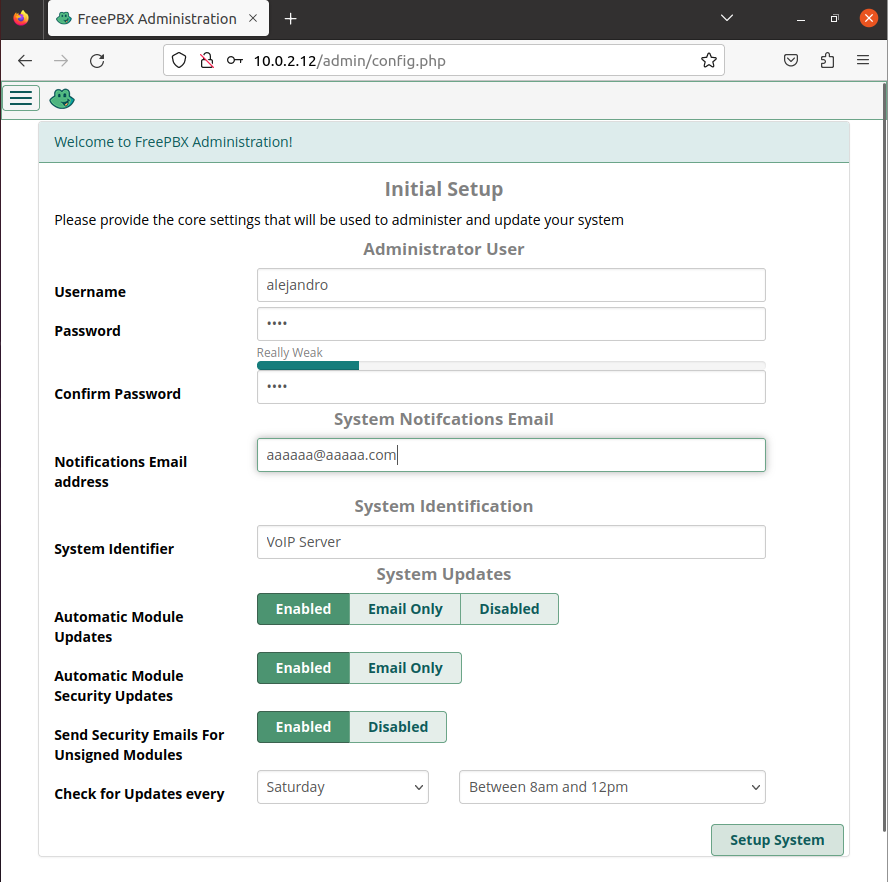 FreePBX Administration
10.0.2.12/admin/config.php
Welcome to FreePBX Administration!
Initial Setup
Please provide the core settings that will be used to administer and update your system
Administrator User
Username
alejandro
Password
••••
Really Weak
Confirm Password
••••
System Notifcations Email
Notifications Email
address
aaaaaa@aaaaa.com
System Identification
System Identifier
VoIP Server
System Updates
Automatic Module
Updates
Enabled Email Only Disabled
Automatic Module
Security Updates
Enabled Email Only
Send Security Emails For
Unsigned Modules
Enabled Disabled
Check for Updates every
Saturday Between 8am and 12pm
Setup System